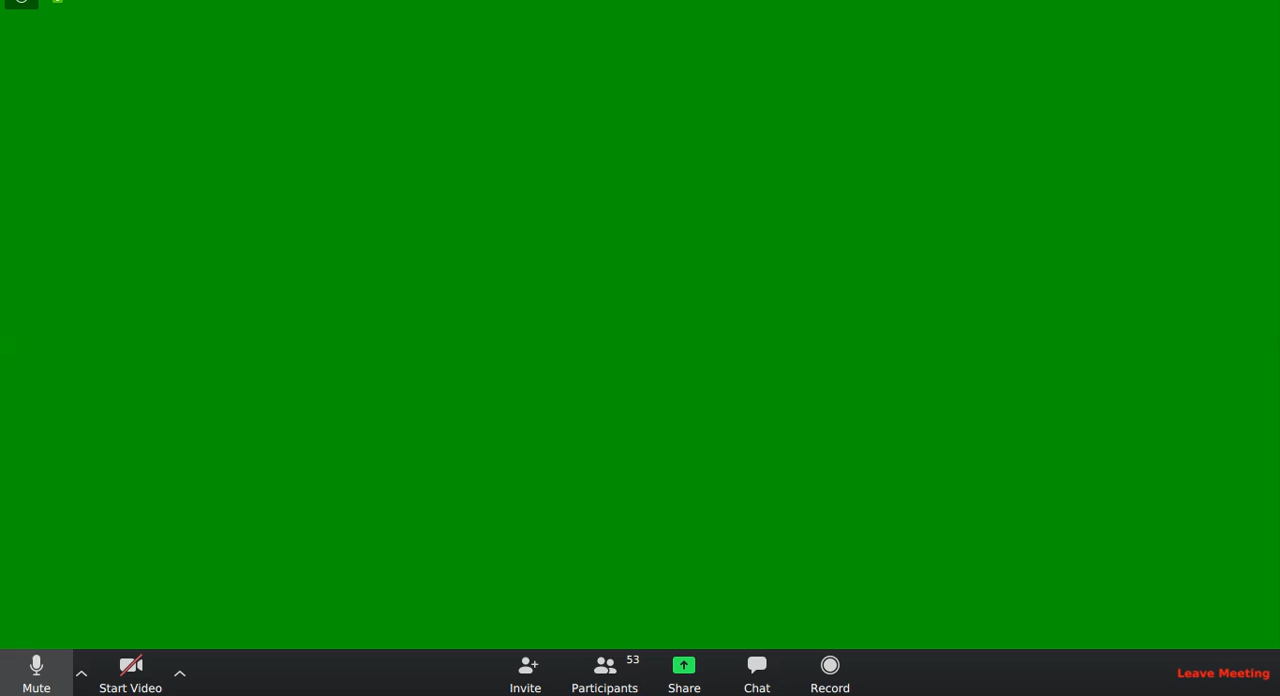 53
Mute
Start Video
Invite
Participants
Share
Chat
Record
Leave Meeting